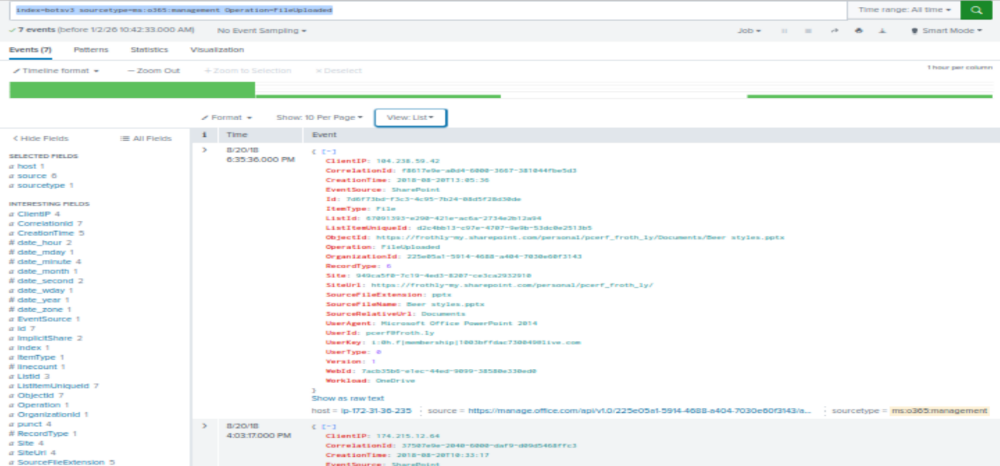 index=botsv3 sourcetype=ms:o365:management Operation=FileUploaded
Time range: All time
7 events (before 1/2/26 10:42:33.000 AM)
No Event Sampling
Job
Smart Mode
Events (7)
Patterns
Statistics
Visualization
Timeline format
— Zoom Out
+ Zoom to Selection
× Deselect
1 hour per column
Format
Show: 10 Per Page
View: List
< Hide Fields
All Fields
i
Time
Event
SELECTED FIELDS
a host 1
a source 6
a sourcetype 1
INTERESTING FIELDS
a ClientIP 4
a CorrelationId 7
a CreationTime 5
# date_hour 2
# date_mday 1
# date_minute 4
a date_month 1
# date_second 2
a date_wday 1
# date_year 1
# date_zone 1
a EventSource 1
a Id 7
a ImplicitShare 2
a index 1
a ItemType 1
# linecount 1
a ListId 3
a ListItemUniqueId 7
a ObjectId 7
a Operation 1
a OrganizationId 1
a punct 4
# RecordType 1
a Site 4
a SiteUrl 4
a SourceFileExtension 5
>
8/20/18
6:35:36.000 PM
{ [-]
ClientIP: 104.238.59.42
CorrelationId: f8617e9e-a0d4-6000-3667-381044fbe5d3
CreationTime: 2018-08-20T13:05:36
EventSource: SharePoint
Id: 7d6f73bd-f3c3-4c95-7b24-08d5f28d30de
ItemType: File
ListId: 67091393-e290-421e-ac6a-2734e2b12a94
ListItemUniqueId: d2c4bb13-c97e-4707-9e9b-53dc0e2513b5
ObjectId: https://frothly-my.sharepoint.com/personal/pcerf_froth_ly/Documents/Beer styles.pptx
Operation: FileUploaded
OrganizationId: 225e05a1-5914-4688-a404-7030e60f3143
RecordType: 6
Site: 949ca5f0-7c19-4ed3-8207-ce3ca2932910
SiteUrl: https://frothly-my.sharepoint.com/personal/pcerf_froth_ly/
SourceFileExtension: pptx
SourceFileName: Beer styles.pptx
SourceRelativeUrl: Documents
UserAgent: Microsoft Office PowerPoint 2014
UserId: pcerf@froth.ly
UserKey: i:0h.f|membership|1003bffdac7300490live.com
UserType: 0
Version: 1
WebId: 7acb35b6-e1ec-44ed-9099-38580e330ed0
Workload: OneDrive
}
Show as raw text
host = ip-172-31-36-235
source = https://manage.office.com/api/v1.0/225e05a1-5914-4688-a404-7030e60f3143/a...
sourcetype = ms:o365:management
>
8/20/18
4:03:17.000 PM
{ [-]
ClientIP: 174.215.12.64
CorrelationId: 37507e9e-2040-6000-daf9-d09d5468ffc3
CreationTime: 2018-08-20T10:33:17
EventSource: SharePoint